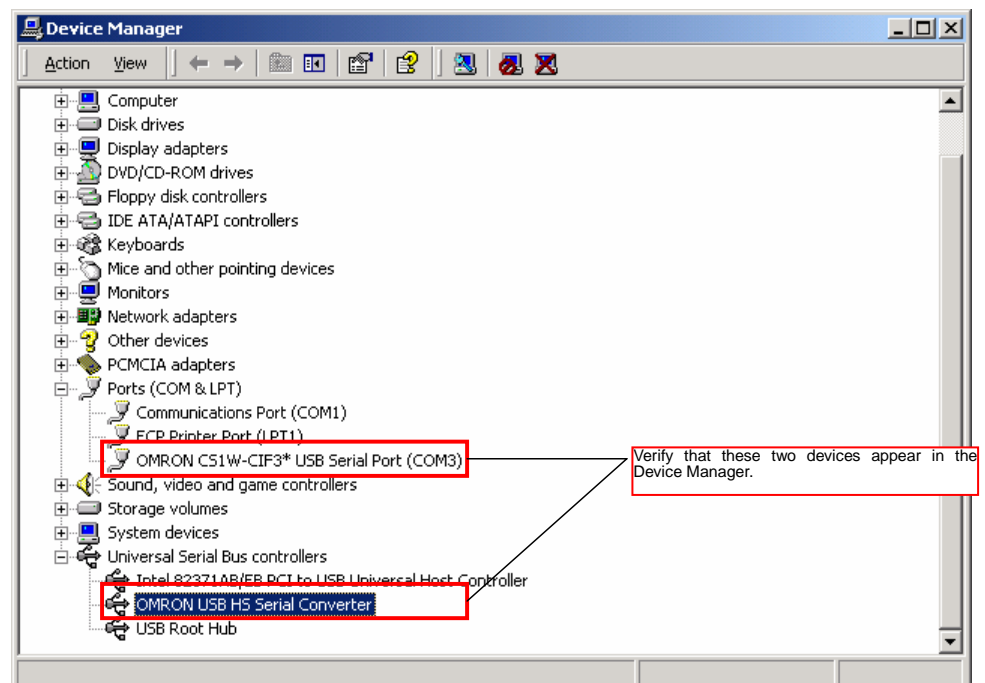 Device Manager
Action View
Computer
Disk drives
Display adapters
DVD/CD-ROM drives
Floppy disk controllers
IDE ATA/ATAPI controllers
Keyboards
Mice and other pointing devices
Monitors
Network adapters
Other devices
PCMCIA adapters
Ports (COM & LPT)
Communications Port (COM1)
ECP Printer Port (LPT1)
OMRON CS1W-CIF3* USB Serial Port (COM3)
Verify that these two devices appear in the
Device Manager.
Sound, video and game controllers
Storage volumes
System devices
Universal Serial Bus controllers
Intel 82371AB/EB PCI to USB Universal Host Controller
OMRON USB HS Serial Converter
USB Root Hub